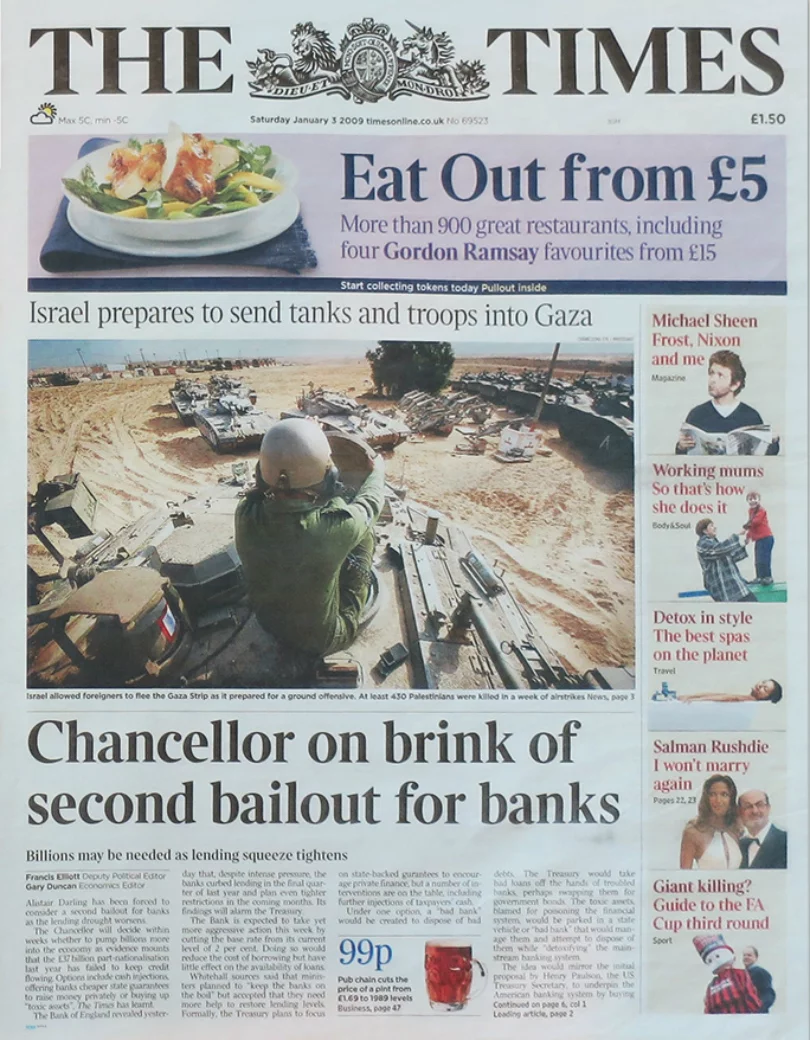 THE TIMES
DIEU ET MON DROIT
Max 5C, min -5C
Saturday January 3 2009 timesonline.co.uk No 69523
£1.50
Eat Out from £5
More than 900 great restaurants, including
four Gordon Ramsay favourites from £15
Start collecting tokens today Pullout inside
Israel prepares to send tanks and troops into Gaza
Israel allowed foreigners to flee the Gaza Strip as it prepared for a ground offensive. At least 430 Palestinians were killed in a week of airstrikes News, page 3
Michael Sheen
Frost, Nixon
and me
Magazine
Working mums
So that's how
she does it
Body&Soul
Detox in style
The best spas
on the planet
Travel
Salman Rushdie
I won't marry
again
Pages 22, 23
Giant killing?
Guide to the FA
Cup third round
Sport
Chancellor on brink of
second bailout for banks
Billions may be needed as lending squeeze tightens
Francis Elliott Deputy Political Editor
Gary Duncan Economics Editor
Alistair Darling has been forced to
consider a second bailout for banks
as the lending drought worsens.
The Chancellor will decide within
weeks whether to pump billions more
into the economy as evidence mounts
that the £37 billion part-nationalisation
last year has failed to keep credit
flowing. Options include cash injections,
offering banks cheaper state guarantees
to raise money privately or buying up
"toxic assets", The Times has learnt.
The Bank of England revealed yester-
day that, despite intense pressure, the
banks curbed lending in the final quar-
ter of last year and plan even tighter
restrictions in the coming months. Its
findings will alarm the Treasury.
The Bank is expected to take yet
more aggressive action this week by
cutting the base rate from its current
level of 2 per cent. Doing so would
reduce the cost of borrowing but have
little effect on the availability of loans.
Whitehall sources said that minis-
ters planned to "keep the banks on
the boil" but accepted that they need
more help to restore lending levels.
Formally, the Treasury plans to focus
on state-backed gurantees to encour-
age private finance, but a number of in-
terventions are on the table, including
further injections of taxpayers' cash.
Under one option, a "bad bank"
would be created to dispose of bad
99p
Pub chain cuts the
price of a pint from
£1.69 to 1989 levels
Business, page 47
debts. The Treasury would take
bad loans off the hands of troubled
banks, perhaps swapping them for
government bonds. The toxic assets,
blamed for poisoning the financial
system, would be parked in a state
vehicle or "bad bank" that would man-
age them and attempt to dispose of
them while "detoxifying" the main-
stream banking system.
The idea would mirror the initial
proposal by Henry Paulson, the US
Treasury Secretary, to underpin the
American banking system by buying
Continued on page 6, col 1
Leading article, page 2